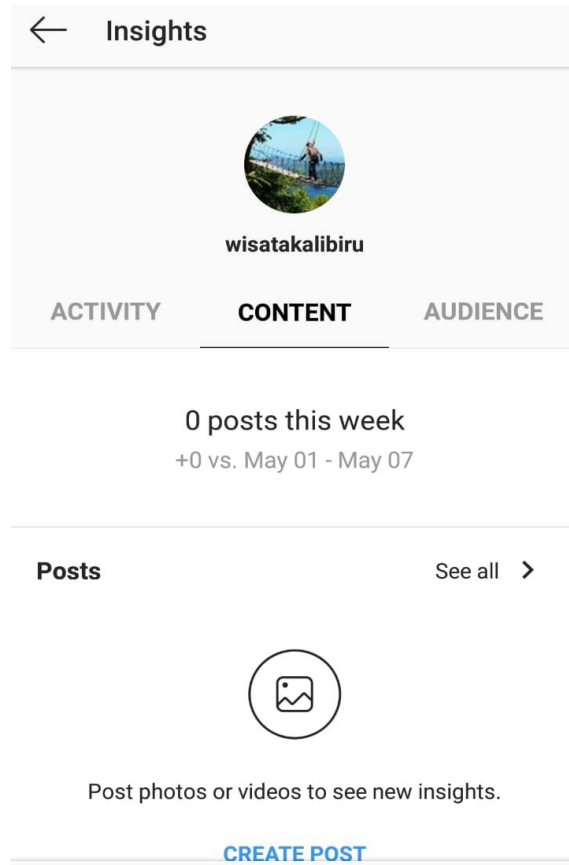 Insights
wisatakalibiru
ACTIVITY CONTENT AUDIENCE
0 posts this week
+0 vs. May 01 - May 07
Posts See all
Post photos or videos to see new insights.
CREATE POST